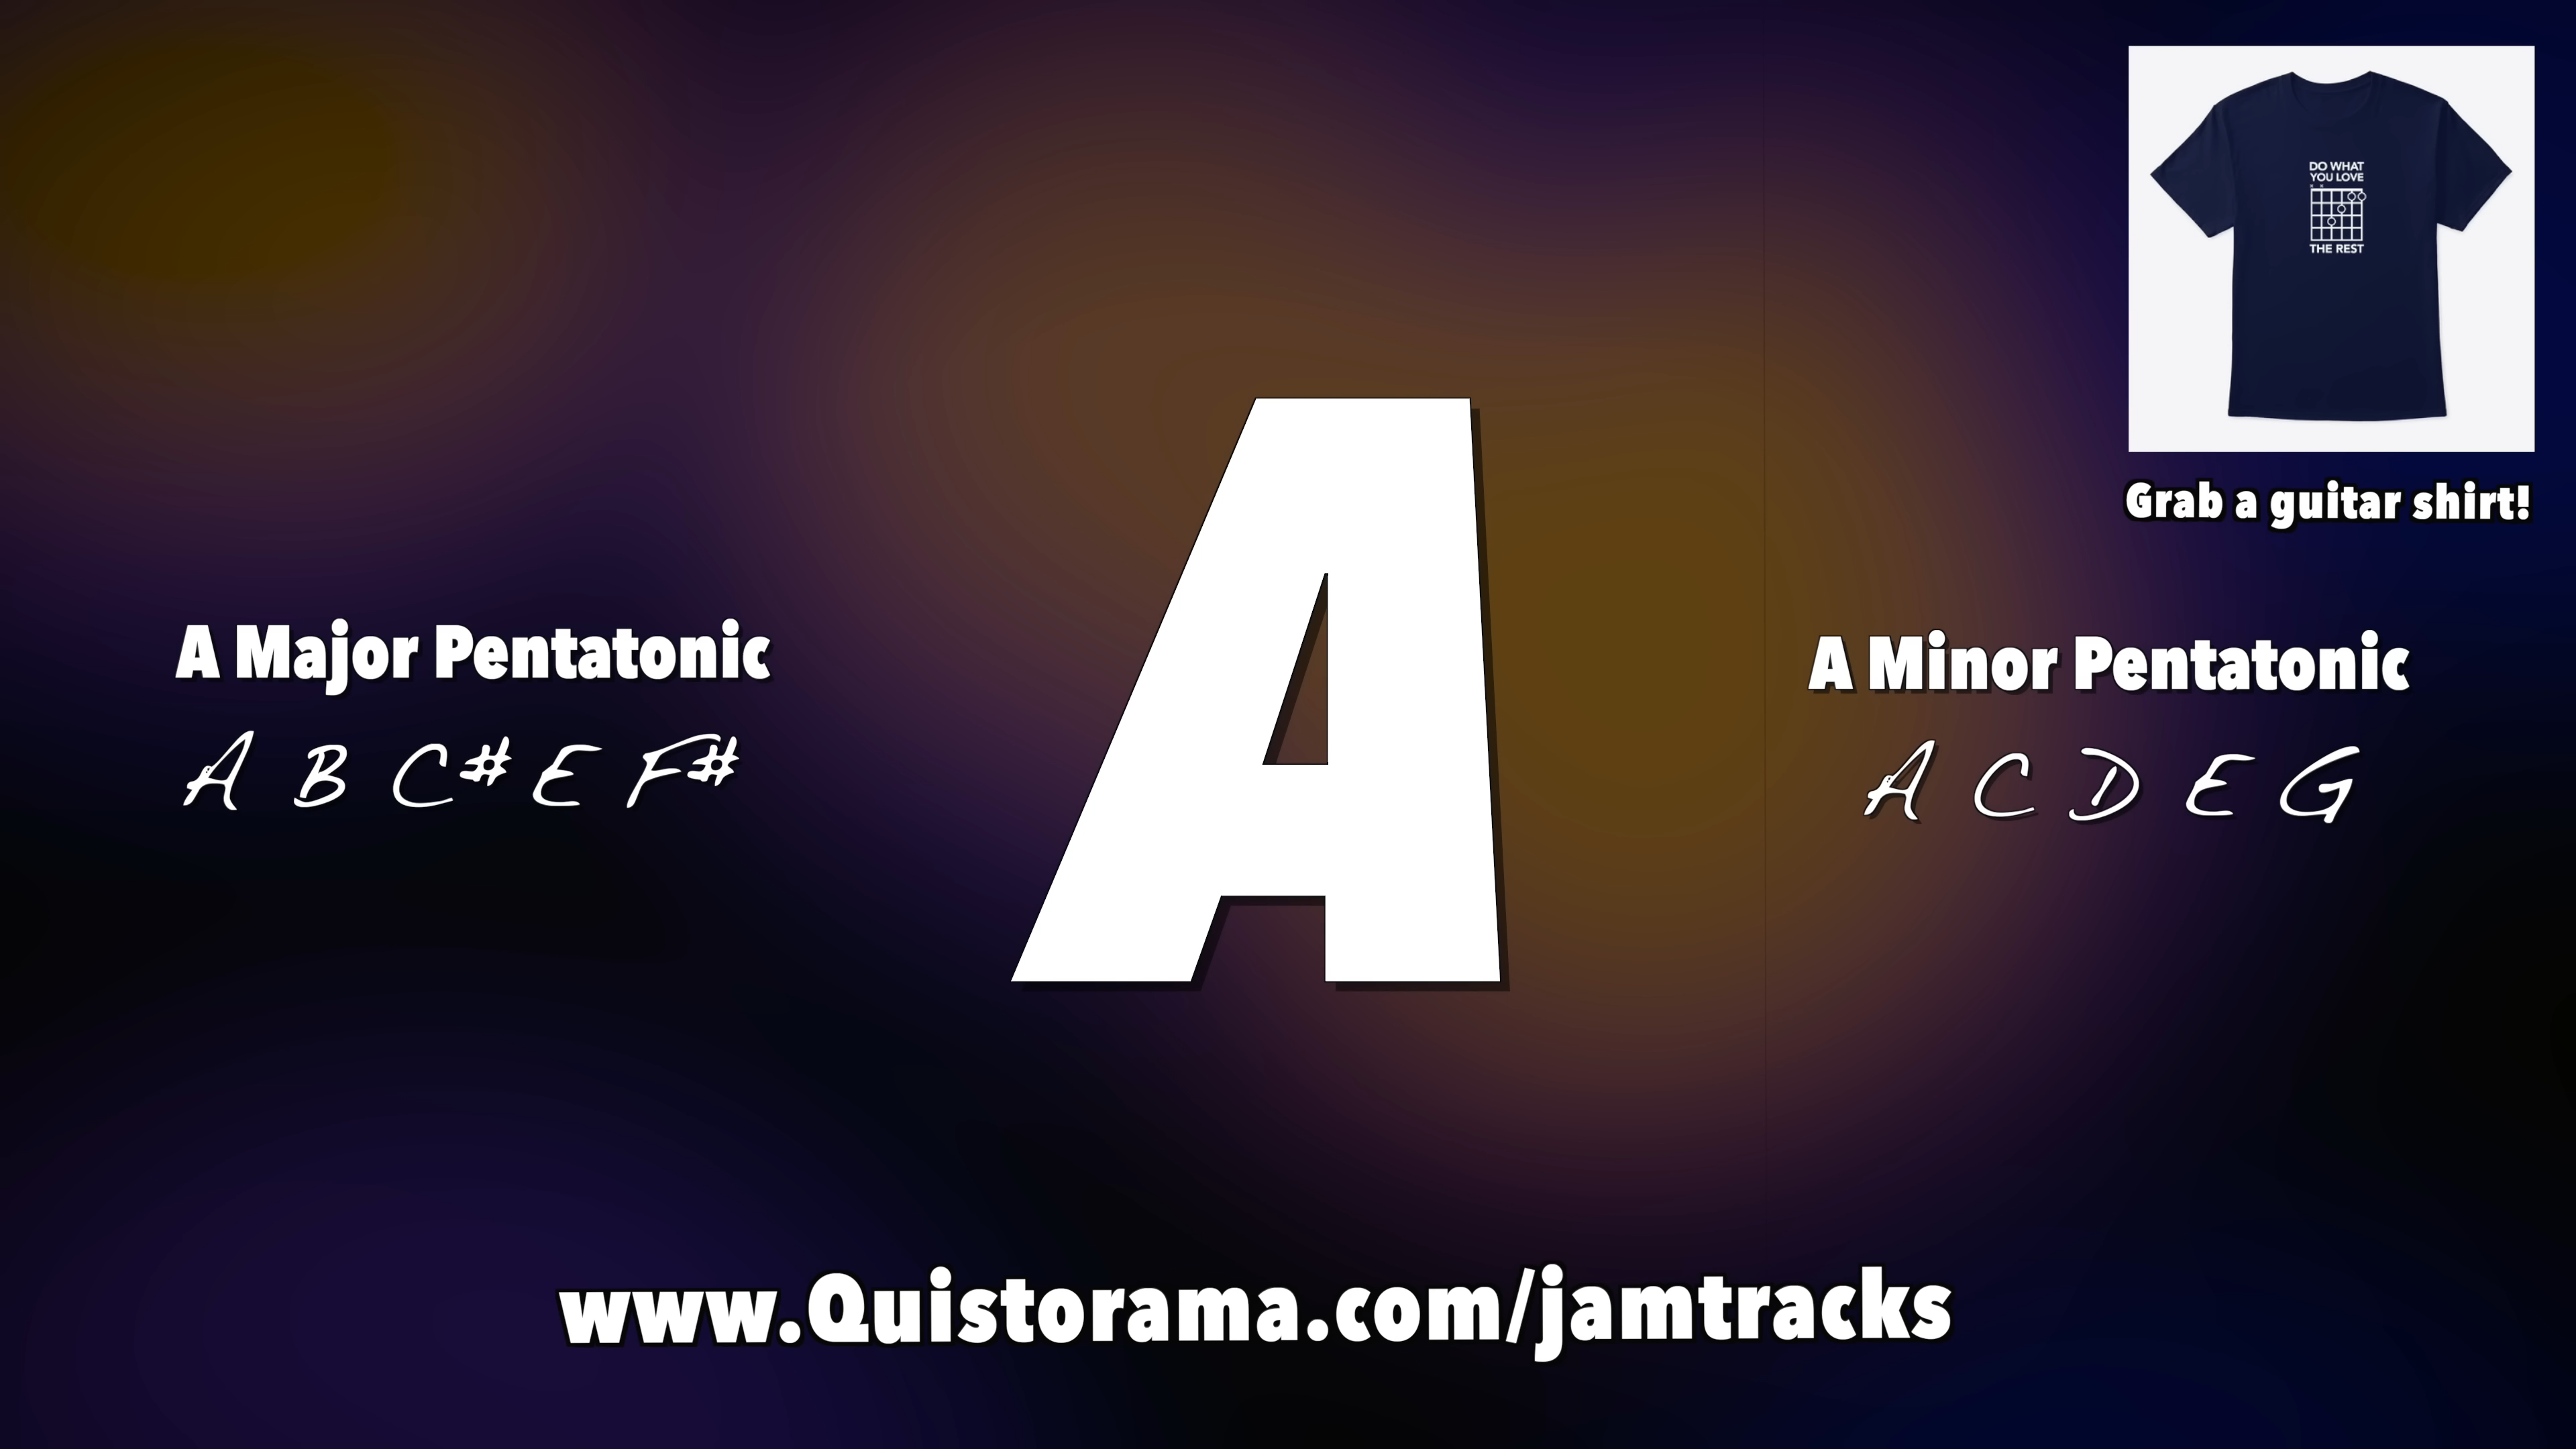 DO WHAT
YOU LOVE
x x
THE REST
Grab a guitar shirt!
A Major Pentatonic
A B C# E F#
A
A Minor Pentatonic
A C D E G
www.Quistorama.com/jamtracks